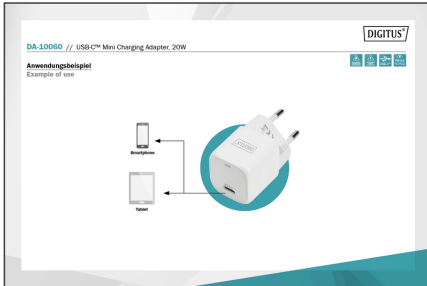 DIGITUS®
DA-10060 // USB-C™ Mini Charging Adapter, 20W
Anwendungsbeispiel
Example of use
Smartphone
Tablet